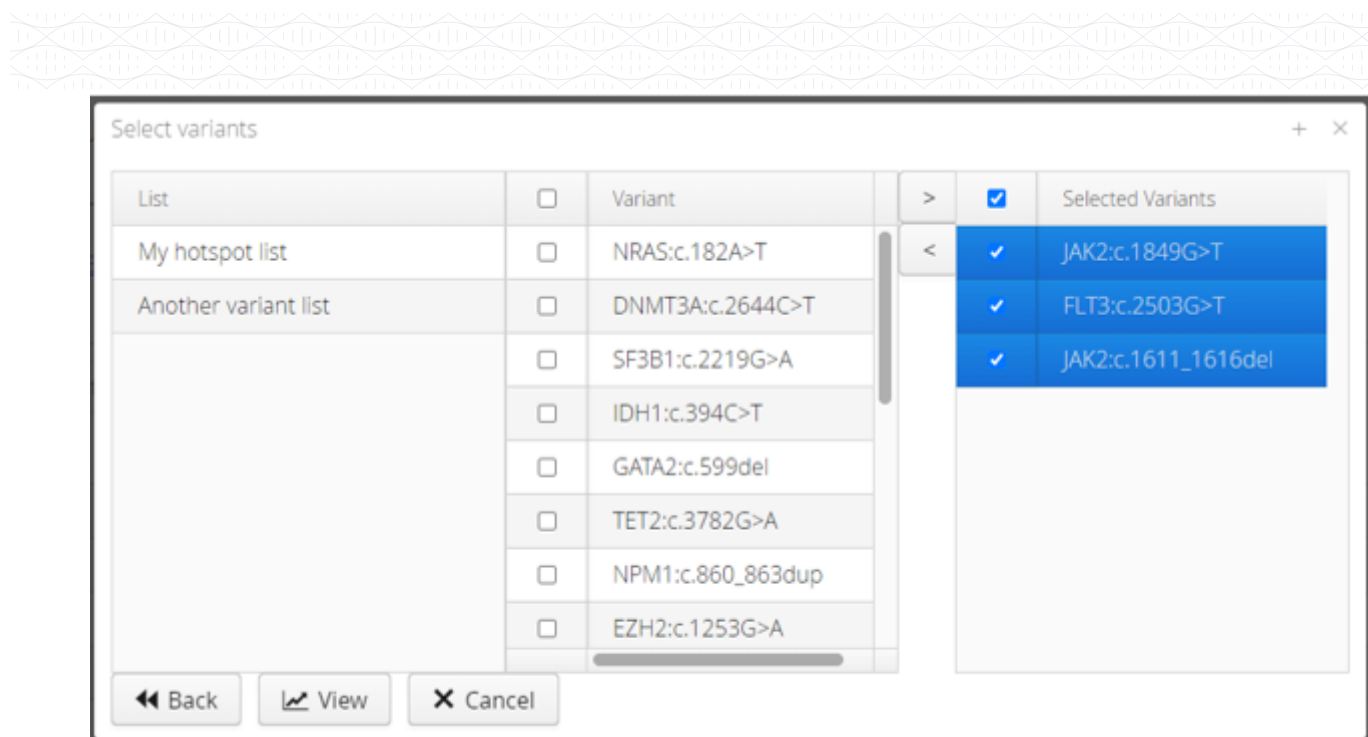 Select variants + ×
List Variant > Selected Variants
My hotspot list NRAS:c.182A>T < JAK2:c.1849G>T
Another variant list DNMT3A:c.2644C>T FLT3:c.2503G>T
SF3B1:c.2219G>A JAK2:c.1611_1616del
IDH1:c.394C>T
GATA2:c.599del
TET2:c.3782G>A
NPM1:c.860_863dup
EZH2:c.1253G>A
Back View Cancel